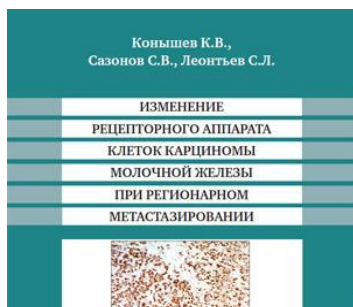 Конышев К.В.,
Сазонов С.В., Леонтьев С.Л.
ИЗМЕНЕНИЕ
РЕЦЕПТОРНОГО АППАРАТА
КЛЕТОК КАРЦИНОМЫ
МОЛОЧНОЙ ЖЕЛЕЗЫ
ПРИ РЕГИОНАРНОМ
МЕТАСТАЗИРОВАНИИ